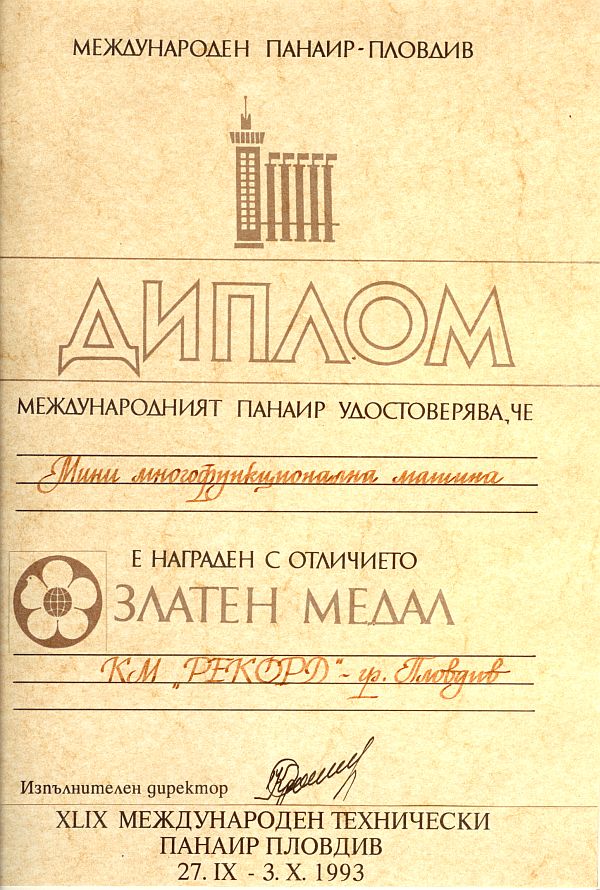 МЕЖДУНАРОДЕН ПАНАИР-ПЛОВДИВ
ДИПЛОМ
МЕЖДУНАРОДНИЯТ ПАНАИР УДОСТОВЕРЯВА, ЧЕ
Мини многофункционална машина
Е НАГРАДЕН С ОТЛИЧИЕТО
ЗЛАТЕН МЕДАЛ
КМ „РЕКОРД“ - гр. Пловдив
Изпълнителен директор
XLIX МЕЖДУНАРОДЕН ТЕХНИЧЕСКИ
ПАНАИР ПЛОВДИВ
27. IX - 3. X. 1993